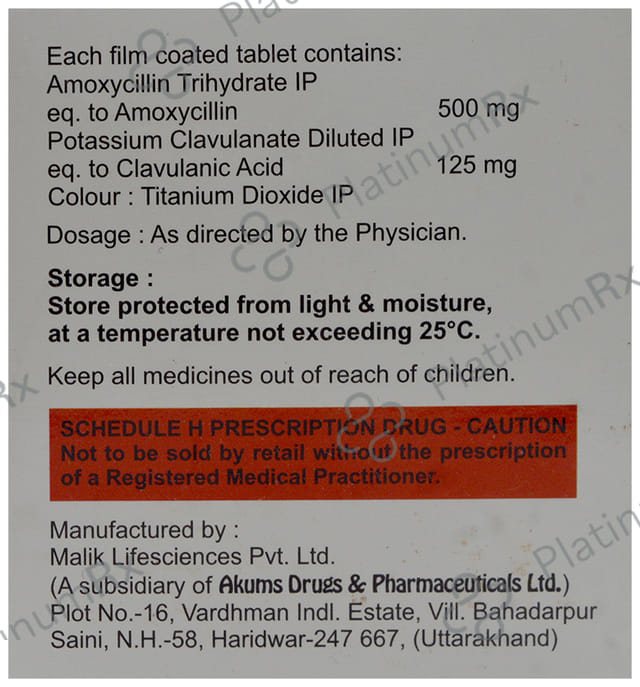 Each film coated tablet contains:
Amoxycillin Trihydrate IP
eq. to Amoxycillin 500 mg
Potassium Clavulanate Diluted IP
eq. to Clavulanic Acid 125 mg
Colour : Titanium Dioxide IP
Dosage : As directed by the Physician.
Storage :
Store protected from light & moisture,
at a temperature not exceeding 25°C.
Keep all medicines out of reach of children.
SCHEDULE H PRESCRIPTION DRUG - CAUTION
Not to be sold by retail without the prescription
of a Registered Medical Practitioner.
Manufactured by :
Malik Lifesciences Pvt. Ltd.
(A subsidiary of Akums Drugs & Pharmaceuticals Ltd.)
Plot No.-16, Vardhman Indl. Estate, Vill. Bahadarpur
Saini, N.H.-58, Haridwar-247 667, (Uttarakhand)
PlatinumRx
PlatinumRx